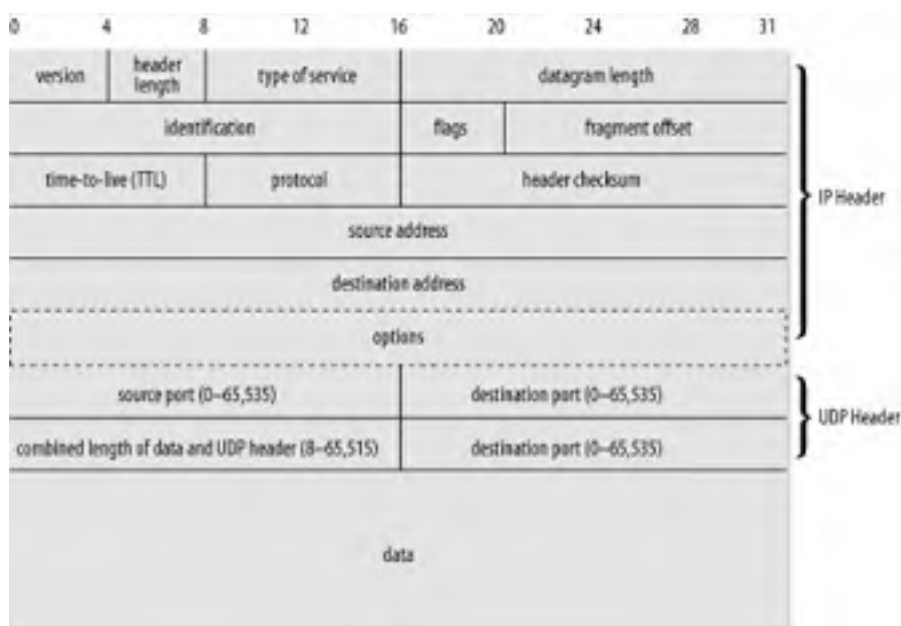 0 4 8 12 16 20 24 28 31
version header length type of service datagram length
identification flags fragment offset
time-to-live (TTL) protocol header checksum
source address
IP Header
destination address
options
source port (0–65,535) destination port (0–65,535)
UDP Header
combined length of data and UDP header (8–65,515) destination port (0–65,535)
data